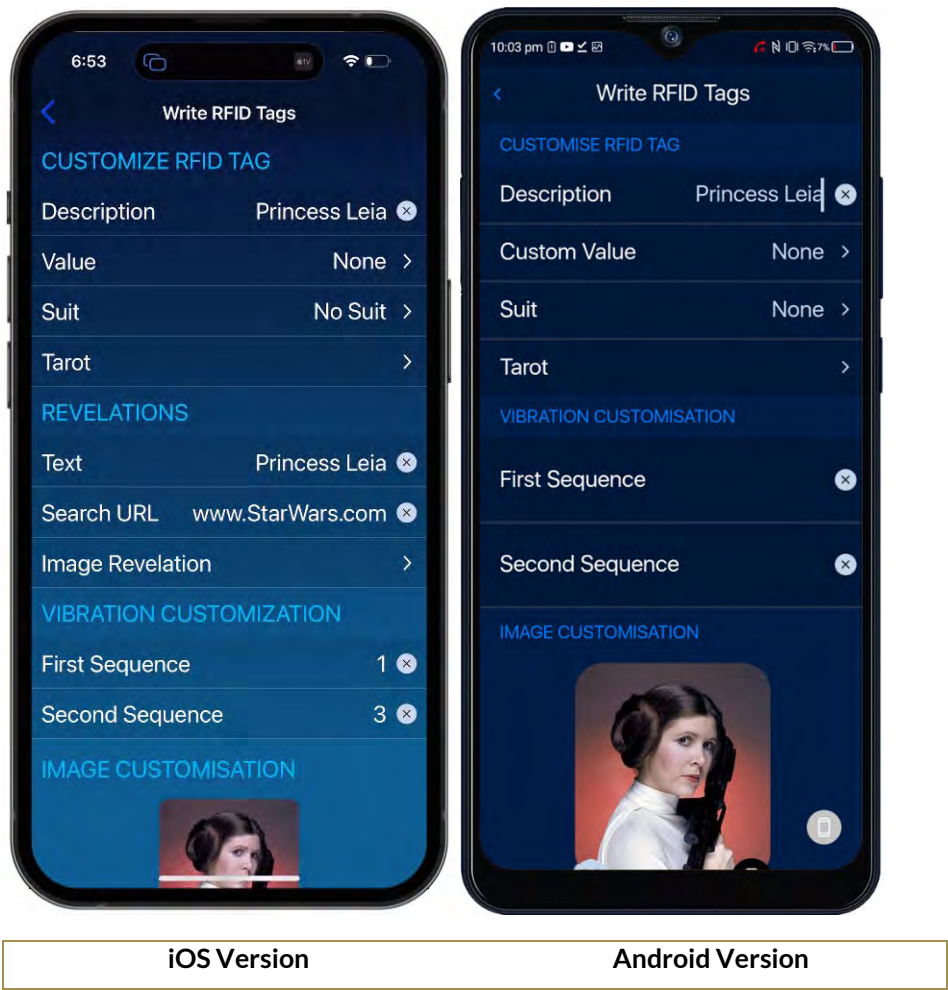 6:53
tv
Write RFID Tags
CUSTOMIZE RFID TAG
Description Princess Leia
Value None
Suit No Suit
Tarot
REVELATIONS
Text Princess Leia
Search URL www.StarWars.com
Image Revelation
VIBRATION CUSTOMIZATION
First Sequence 1
Second Sequence 3
IMAGE CUSTOMISATION
10:03 pm 7%
Write RFID Tags
CUSTOMISE RFID TAG
Description Princess Leia
Custom Value None
Suit None
Tarot
VIBRATION CUSTOMISATION
First Sequence
Second Sequence
IMAGE CUSTOMISATION
iOS Version Android Version